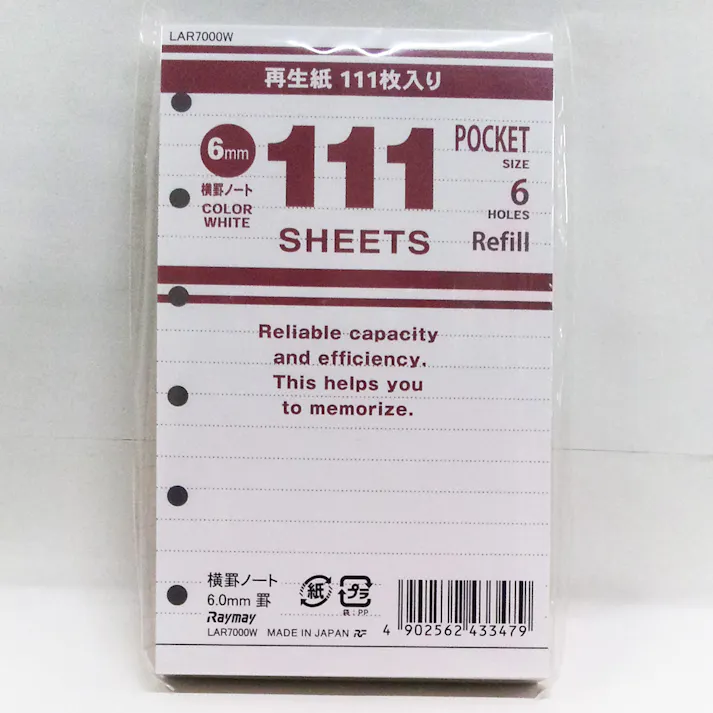 LAR7000W
再生紙 111枚入り
6mm
横罫ノート
COLOR
WHITE
111
SHEETS
POCKET
SIZE
6
HOLES
Refill
Reliable capacity
and efficiency.
This helps you
to memorize.
横罫ノート
6.0mm 罫
Raymay
LAR7000W MADE IN JAPAN
紙
プラ
袋:PP
4 902562 433479